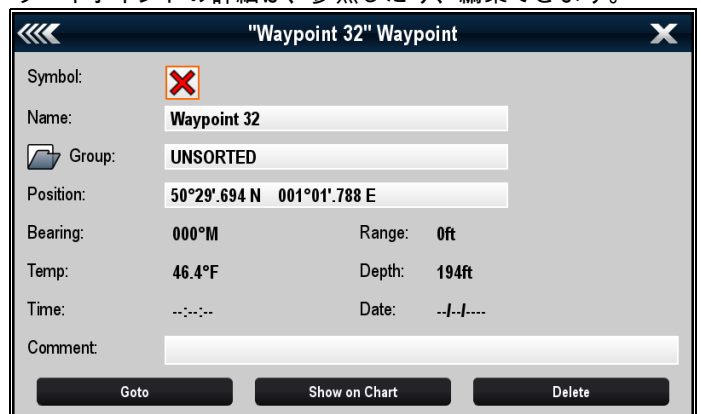 "Waypoint 32" Waypoint
Symbol:
Name: Waypoint 32
Group: UNSORTED
Position: 50°29'.694 N 001°01'.788 E
Bearing: 000°M Range: 0ft
Temp: 46.4°F Depth: 194ft
Time: --:--:-- Date: --/--/----
Comment:
Goto Show on Chart Delete